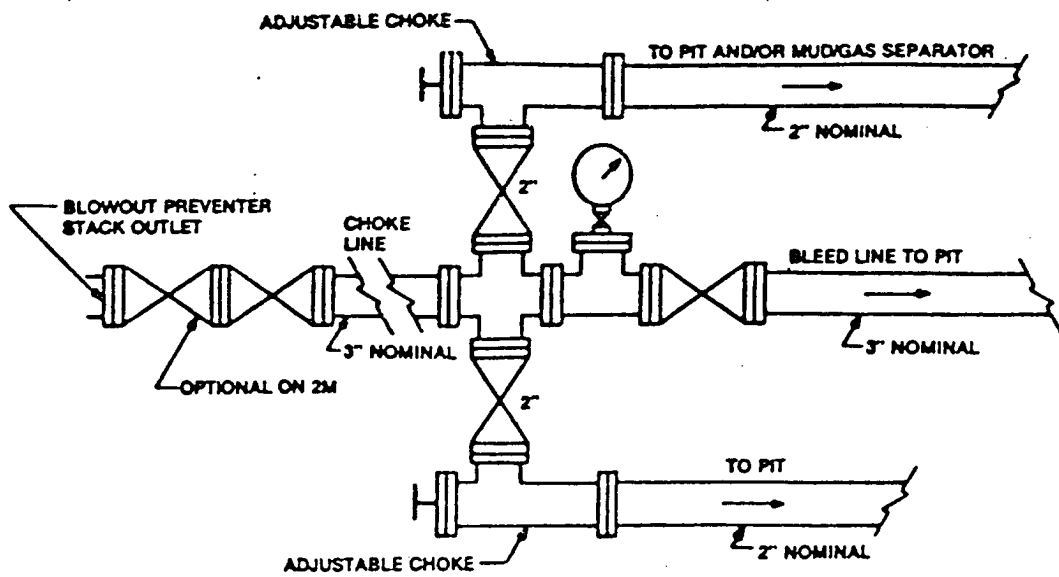 ADJUSTABLE CHOKE
TO PIT AND/OR MUD/GAS SEPARATOR
2" NOMINAL
2"
BLOWOUT PREVENTER
STACK OUTLET
CHOKE
LINE
BLEED LINE TO PIT
3" NOMINAL
3" NOMINAL
OPTIONAL ON 2M
2"
TO PIT
2" NOMINAL
ADJUSTABLE CHOKE